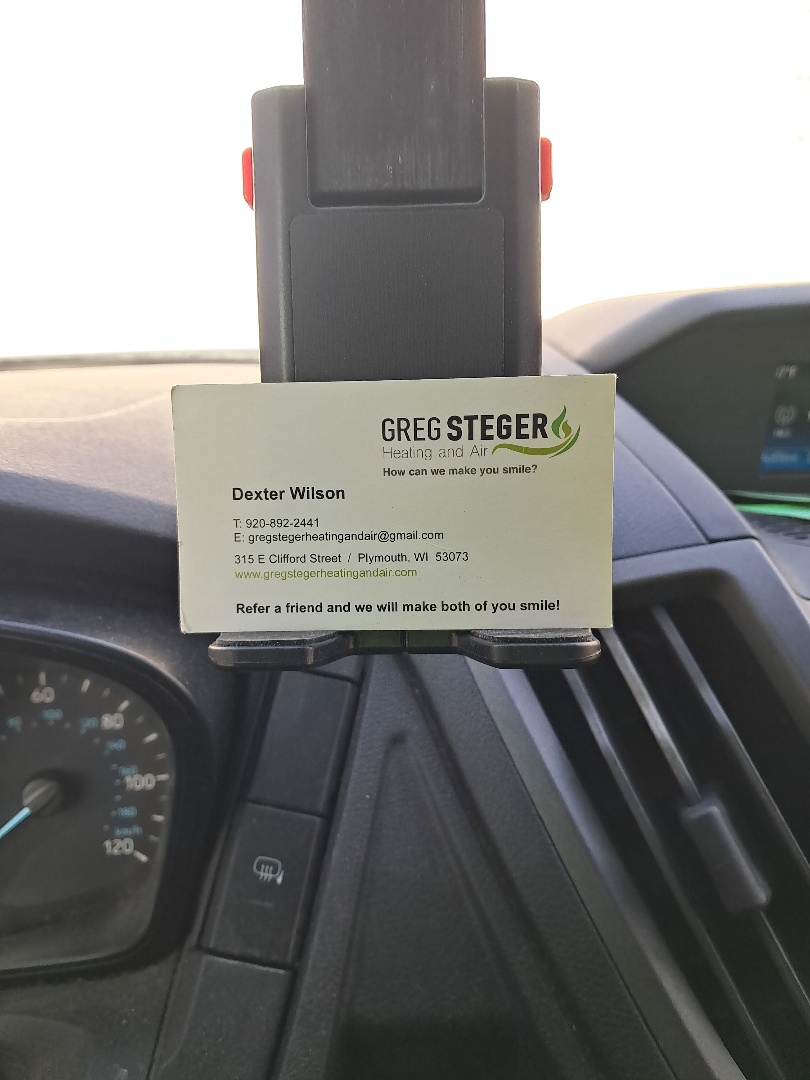 GREG STEGER
Heating and Air
How can we make you smile?
Dexter Wilson
T: 920-892-2441
E: gregstegerheatingandair@gmail.com
315 E Clifford Street / Plymouth, WI 53073
www.gregstegerheatingandair.com
Refer a friend and we will make both of you smile!
60
80
100
120
km/h